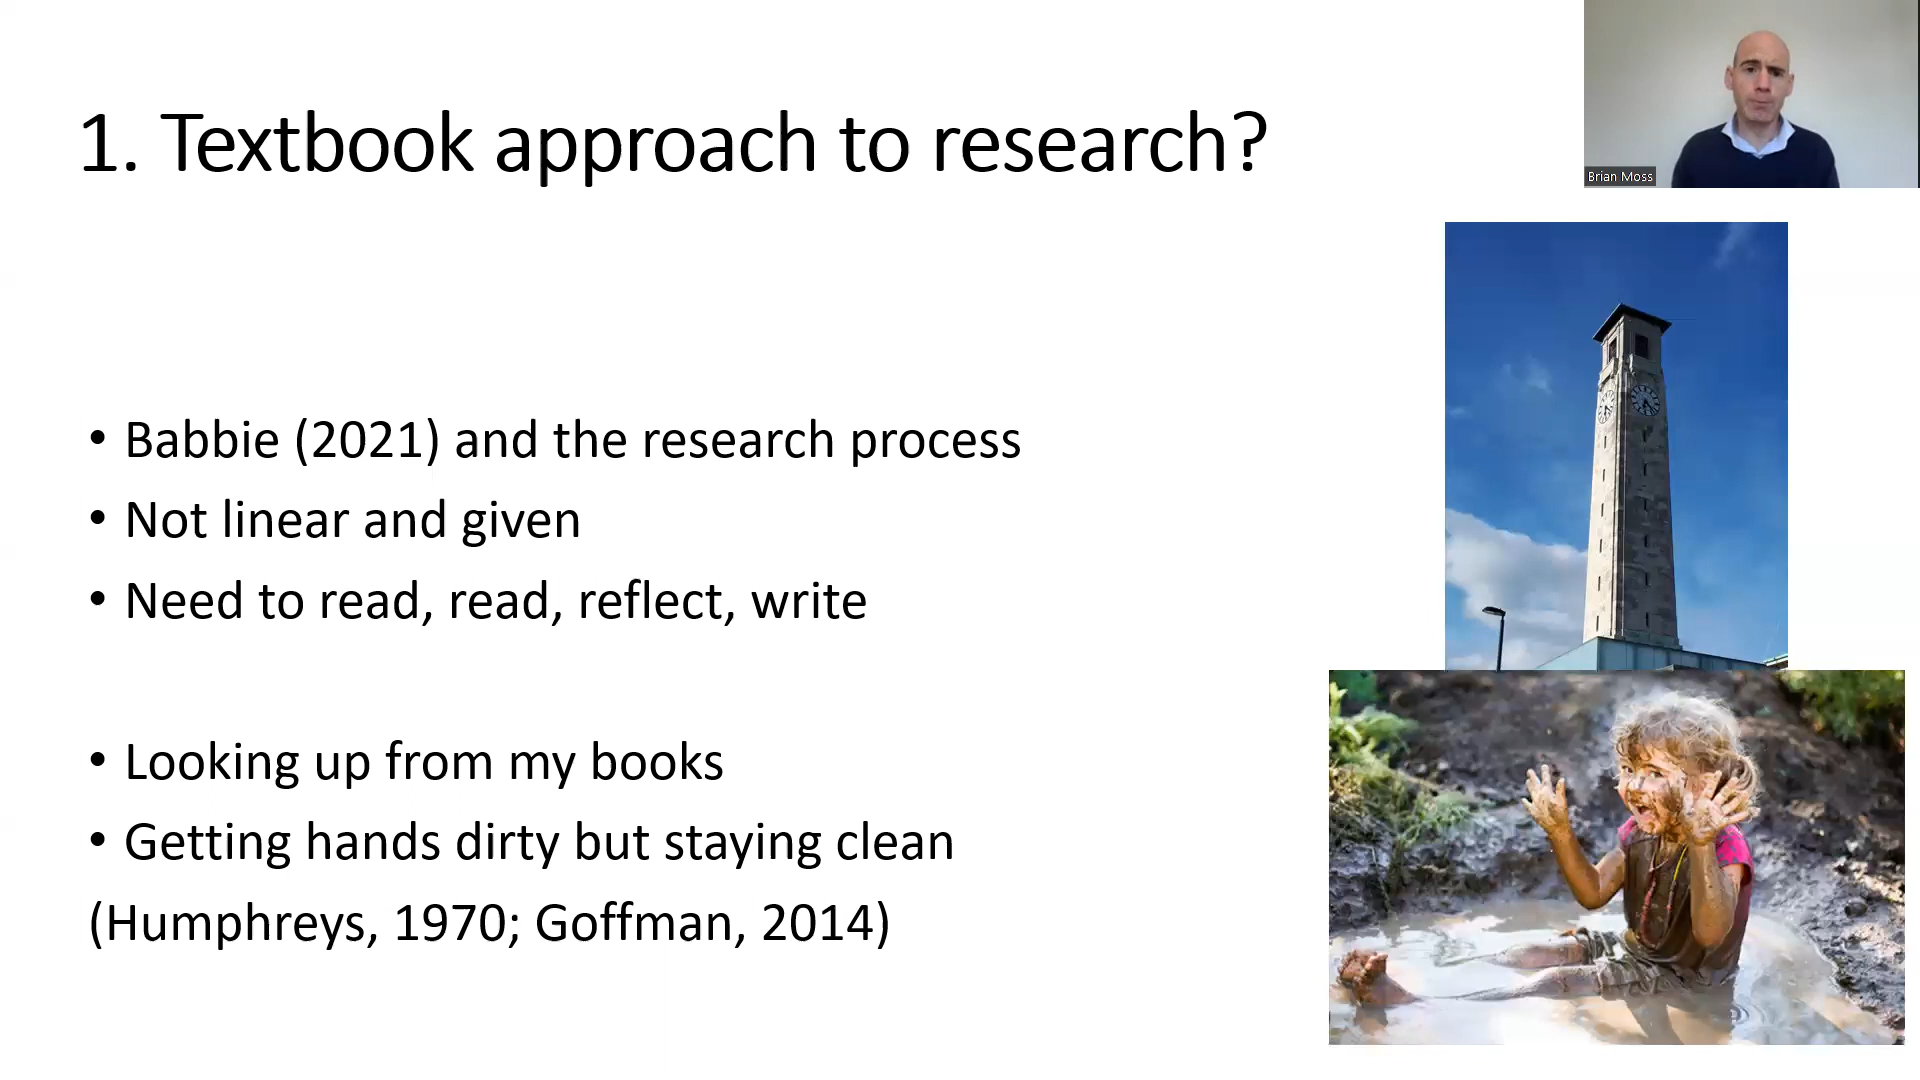 1. Textbook approach to research?
Brian Moss
• Babbie (2021) and the research process
• Not linear and given
• Need to read, read, reflect, write
• Looking up from my books
• Getting hands dirty but staying clean
(Humphreys, 1970; Goffman, 2014)